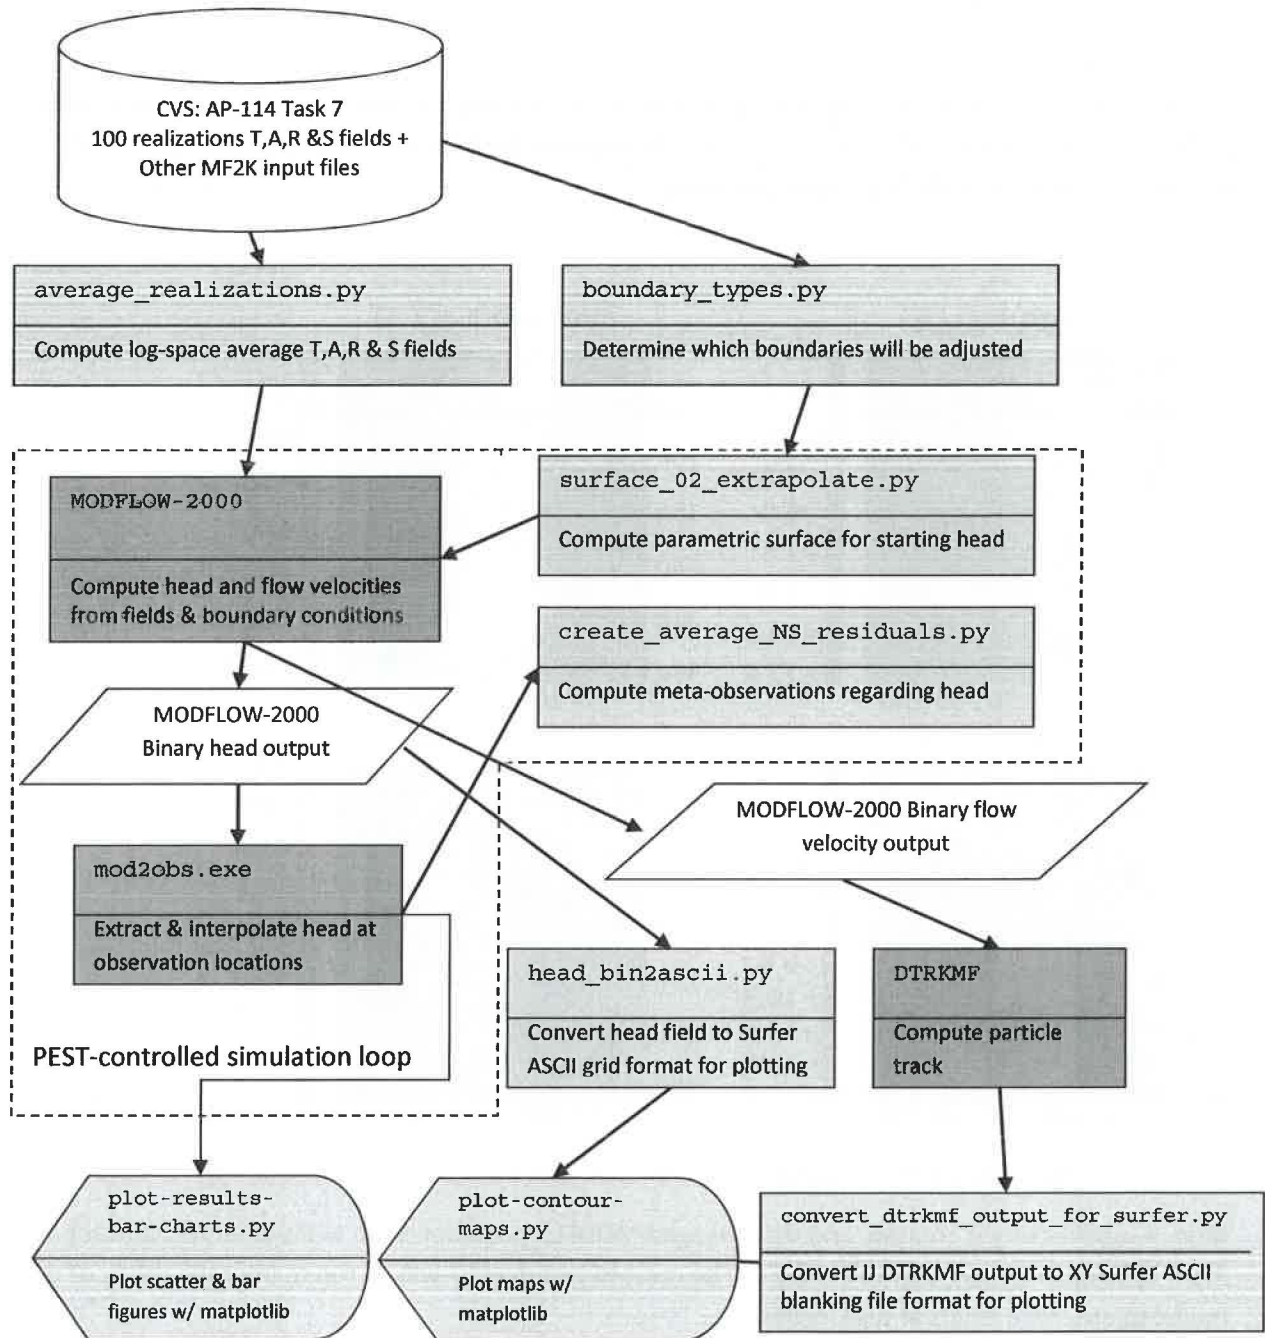 CVS: AP-114 Task 7
100 realizations T,A,R &S fields +
Other MF2K input files
average_realizations.py
Compute log-space average T,A,R & S fields
boundary_types.py
Determine which boundaries will be adjusted
MODFLOW-2000
Compute head and flow velocities
from fields & boundary conditions
surface_02_extrapolate.py
Compute parametric surface for starting head
create_average_NS_residuals.py
Compute meta-observations regarding head
MODFLOW-2000
Binary head output
MODFLOW-2000 Binary flow
velocity output
mod2obs.exe
Extract & interpolate head at
observation locations
head_bin2ascii.py
Convert head field to Surfer
ASCII grid format for plotting
DTRKMF
Compute particle
track
PEST-controlled simulation loop
plot-results-
bar-charts.py
Plot scatter & bar
figures w/ matplotlib
plot-contour-
maps.py
Plot maps w/
matplotlib
convert_dtrkmf_output_for_surfer.py
Convert IJ DTRKMF output to XY Surfer ASCII
blanking file format for plotting